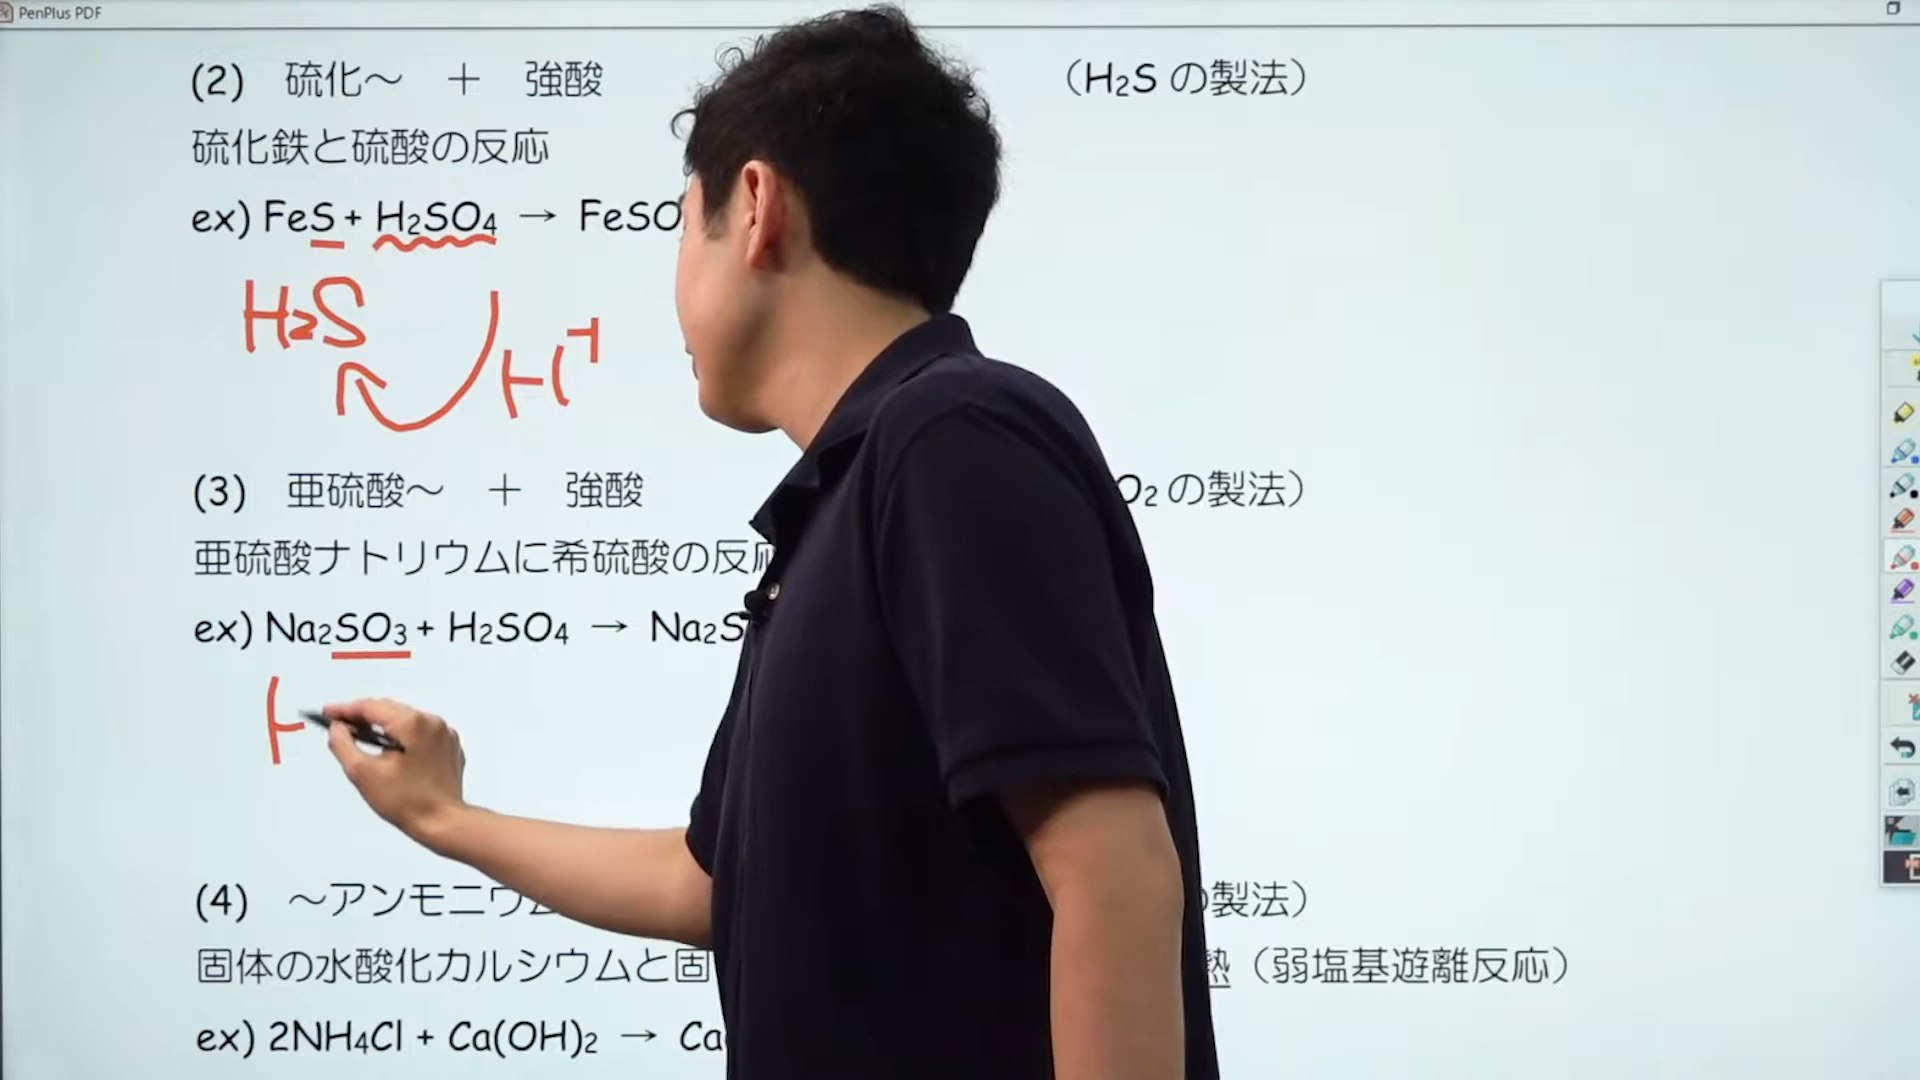 PenPlus PDF
(2) 硫化～ ＋ 強酸 （H₂S の製法）
硫化鉄と硫酸の反応
ex) FeS + H₂SO₄ → FeSO
H₂S
H⁺
(3) 亜硫酸～ ＋ 強酸 O₂ の製法）
亜硫酸ナトリウムに希硫酸の反応
ex) Na₂SO₃ + H₂SO₄ → Na₂S
(4) ～アンモニウム 製法）
固体の水酸化カルシウムと固 熱（弱塩基遊離反応）
ex) 2NH₄Cl + Ca(OH)₂ → Ca